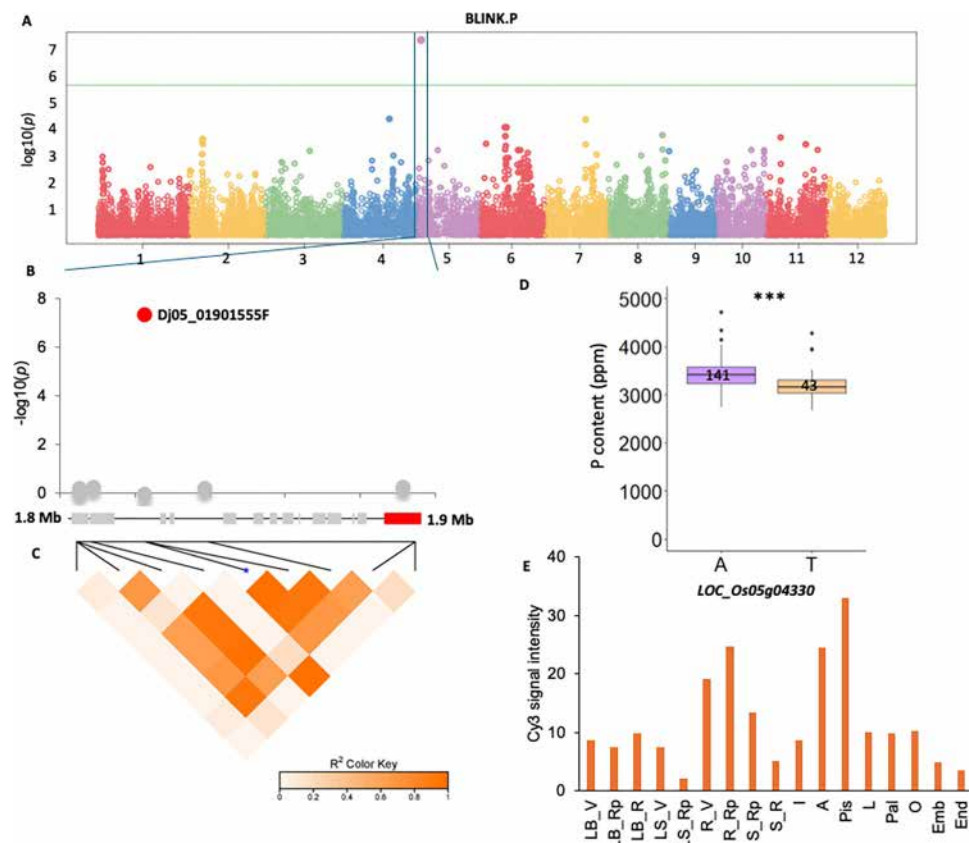 A
BLINK.P
log10(p)
7
6
5
4
3
2
1
1 2 3 4 5 6 7 8 9 10 11 12
B
-log10(p)
8
6
4
2
0
Dj05_01901555F
1.8 Mb
1.9 Mb
C
R2 Color Key
0 0.2 0.4 0.6 0.8 1
D
P content (ppm)
5000
4000
3000
2000
1000
0
***
141
43
A T
E
LOC_Os05g04330
Cy3 signal intensity
40
30
20
10
0
LB_V LB_Rp LB_R LS_V LS_Rp R_V R_Rp S_Rp S_R I A Pis L Pal O Emb End